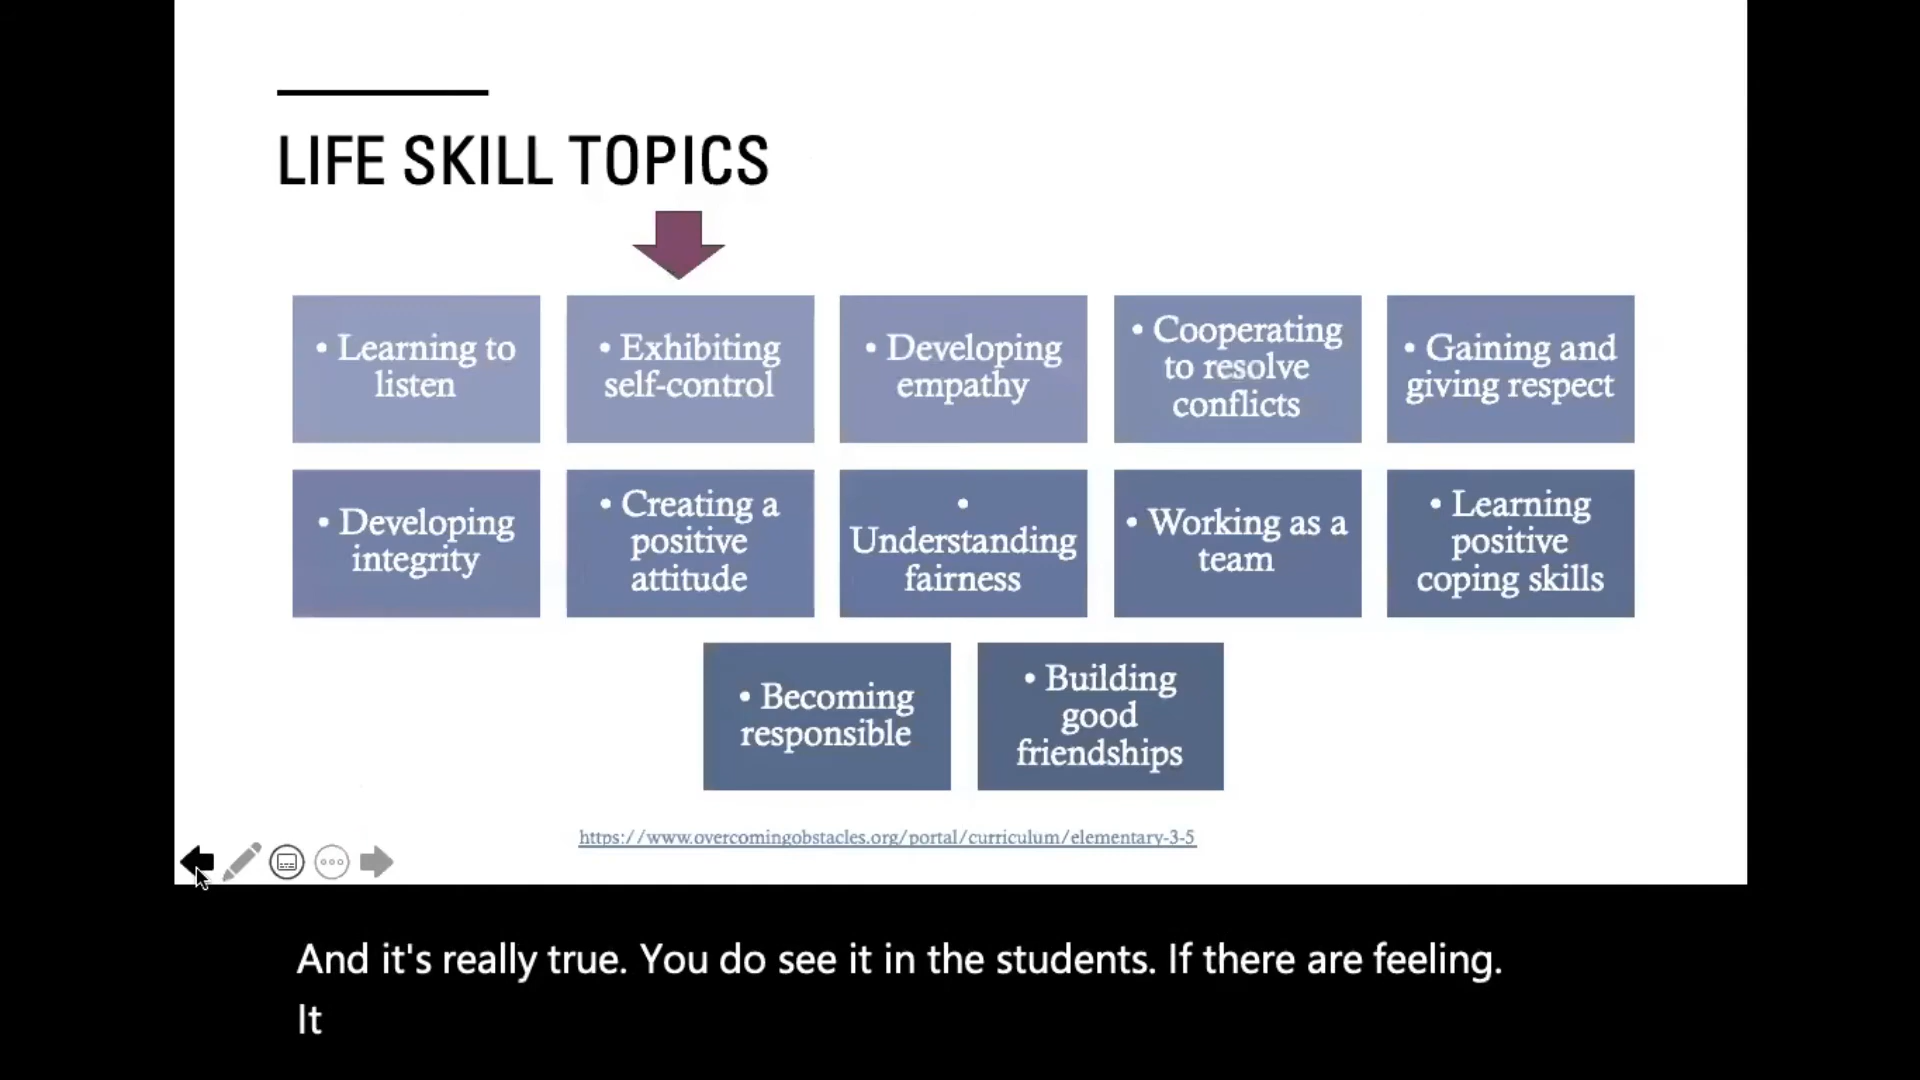 LIFE SKILL TOPICS
• Learning to
listen
• Exhibiting
self-control
• Developing
empathy
• Cooperating
to resolve
conflicts
• Gaining and
giving respect
• Developing
integrity
• Creating a
positive
attitude
•
Understanding
fairness
• Working as a
team
• Learning
positive
coping skills
• Becoming
responsible
• Building
good
friendships
https://www.overcomingobstacles.org/portal/curriculum/elementary-3-5
And it's really true. You do see it in the students. If there are feeling.
It